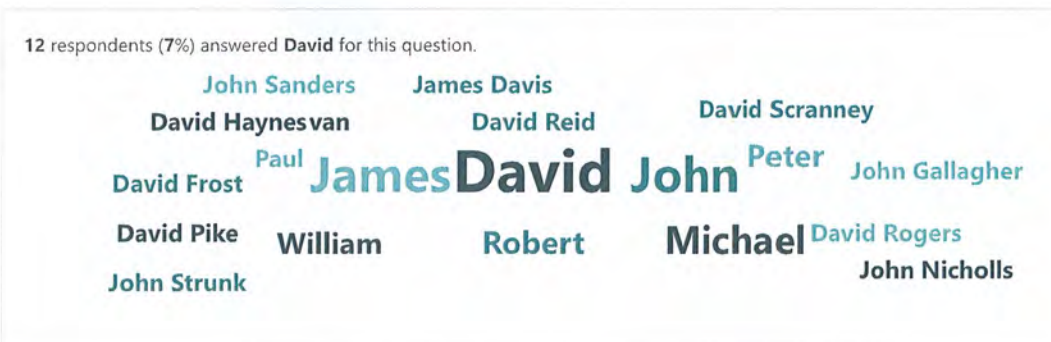 12 respondents (7%) answered David for this question.
John Sanders James Davis
David Scranney
David Haynesvan David Reid
Paul James David John Peter John Gallagher
David Frost
David Pike William Robert Michael David Rogers
John Nicholls
John Strunk